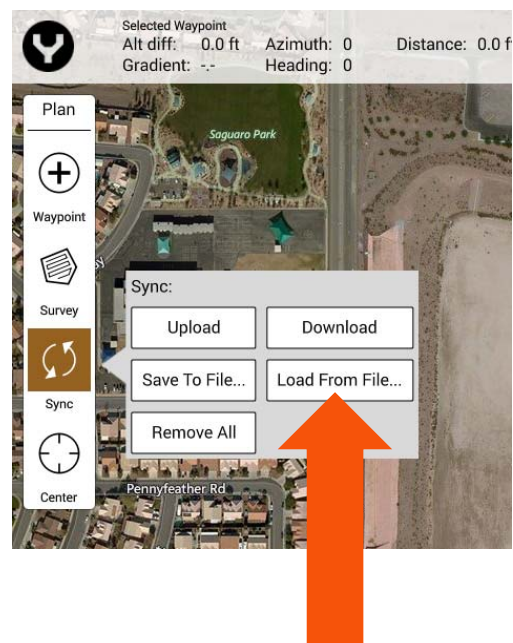 Selected Waypoint
Alt diff: 0.0 ft Azimuth: 0 Distance: 0.0 f
Gradient: -.- Heading: 0
Plan
Saguaro Park
Waypoint
y
Survey
Sync:
Upload Download
Save To File... Load From File...
Sync
Remove All
Pennyfeather Rd
Center